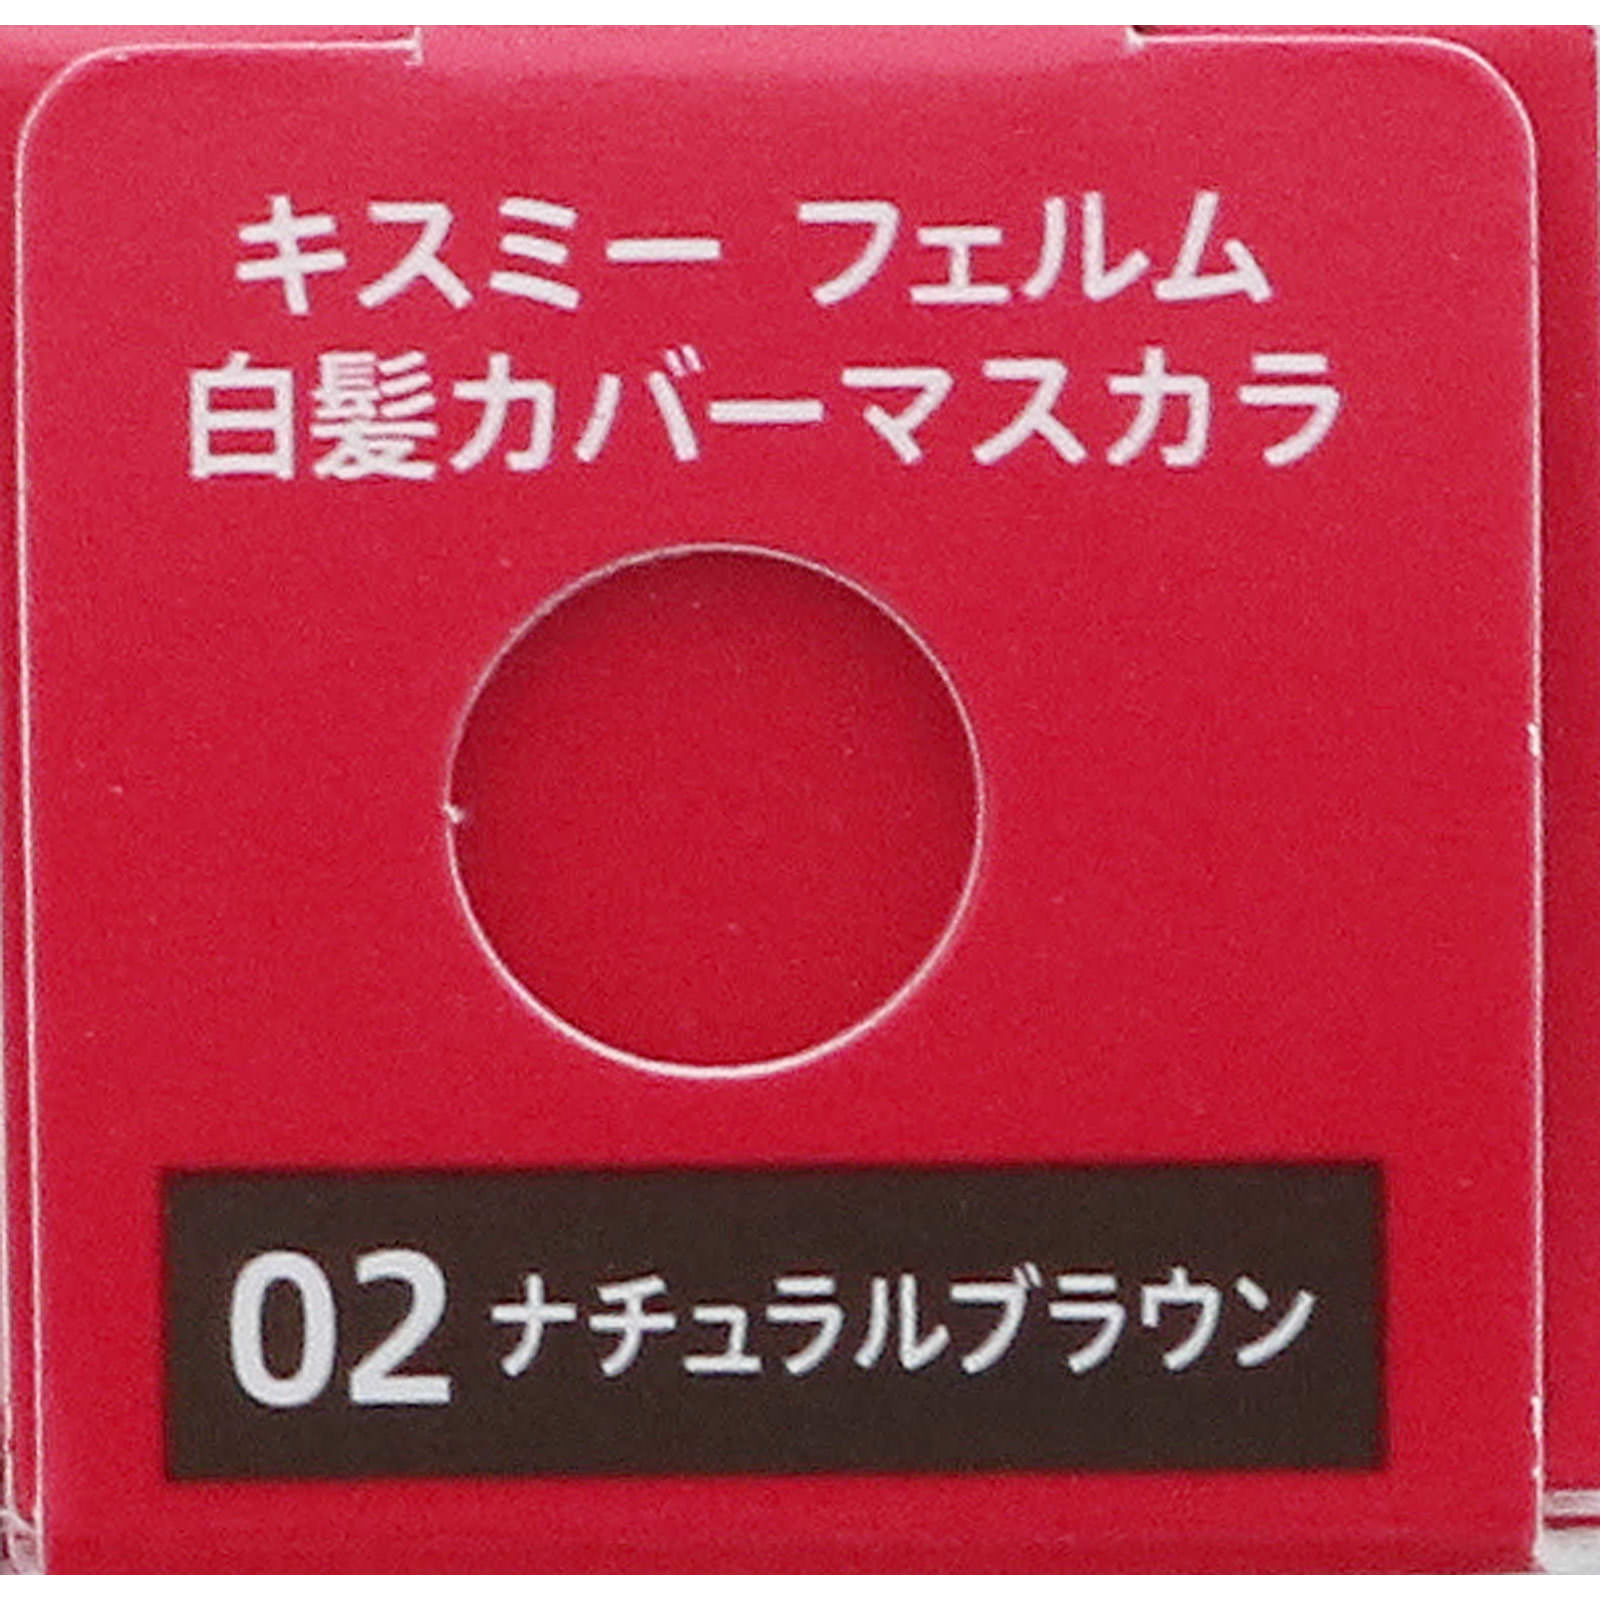 キスミー フェルム
白髪カバーマスカラ
02 ナチュラルブラウン